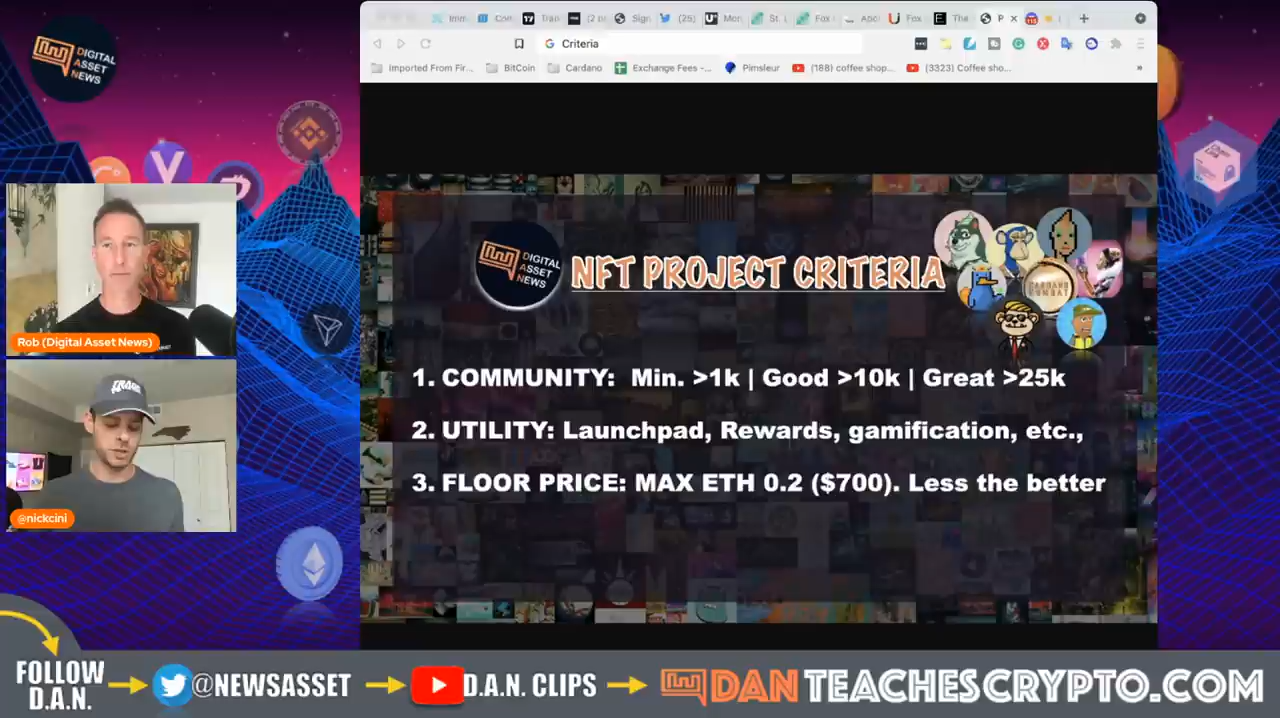 DIGITAL
ASSET
NEWS
Criteria
Imported From Fir...
BitCoin
Cardano
Exchange Fees -...
Pimsleur
(188) coffee shop...
(3323) Coffee sho...
DIGITAL
ASSET
NEWS
NFT PROJECT CRITERIA
1. COMMUNITY: Min. >1k | Good >10k | Great >25k
2. UTILITY: Launchpad, Rewards, gamification, etc.,
3. FLOOR PRICE: MAX ETH 0.2 ($700). Less the better
Rob (Digital Asset News)
@nickcini
FOLLOW
D.A.N.
@NEWSASSET
D.A.N. CLIPS
DANTEACHESCRYPTO.COM